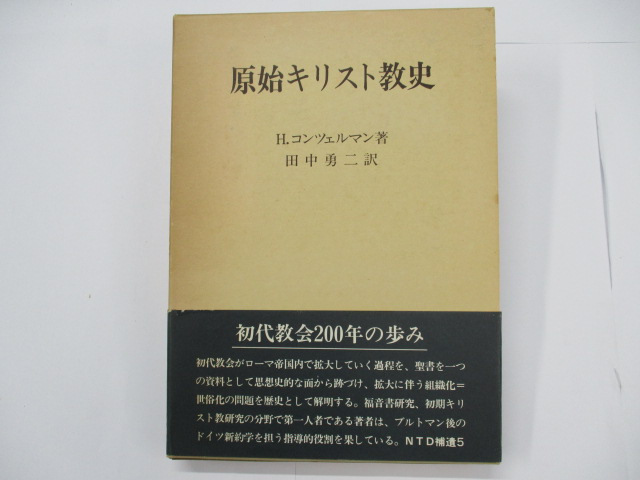 原始キリスト教史
H.コンツェルマン著
田中勇二訳
初代教会200年の歩み
初代教会がローマ帝国内で拡大していく過程を、聖書を一つ
の資料として思想史的な面から跡づけ、拡大に伴う組織化=
世俗化の問題を歴史として解明する。福音書研究、初期キリ
スト教研究の分野で第一人者である著者は、ブルトマン後の
ドイツ新約学を担う指導的役割を果している。NTD補遺5